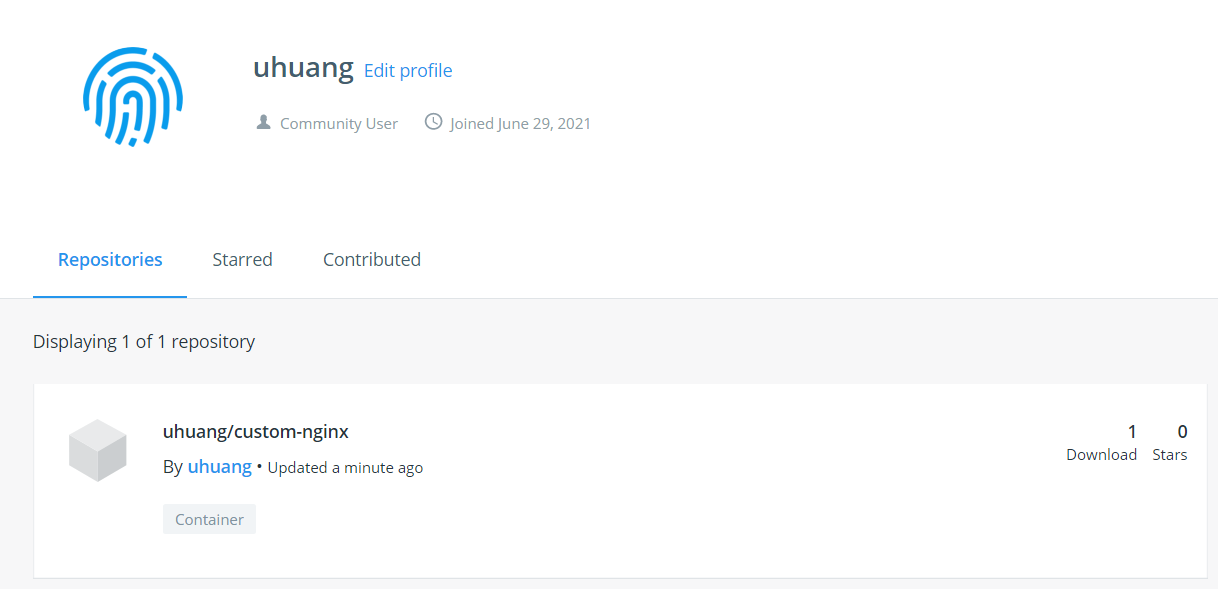 uhuang Edit profile
Community User Joined June 29, 2021
Repositories Starred Contributed
Displaying 1 of 1 repository
uhuang/custom-nginx
By uhuang • Updated a minute ago
Container
1 0
Download Stars